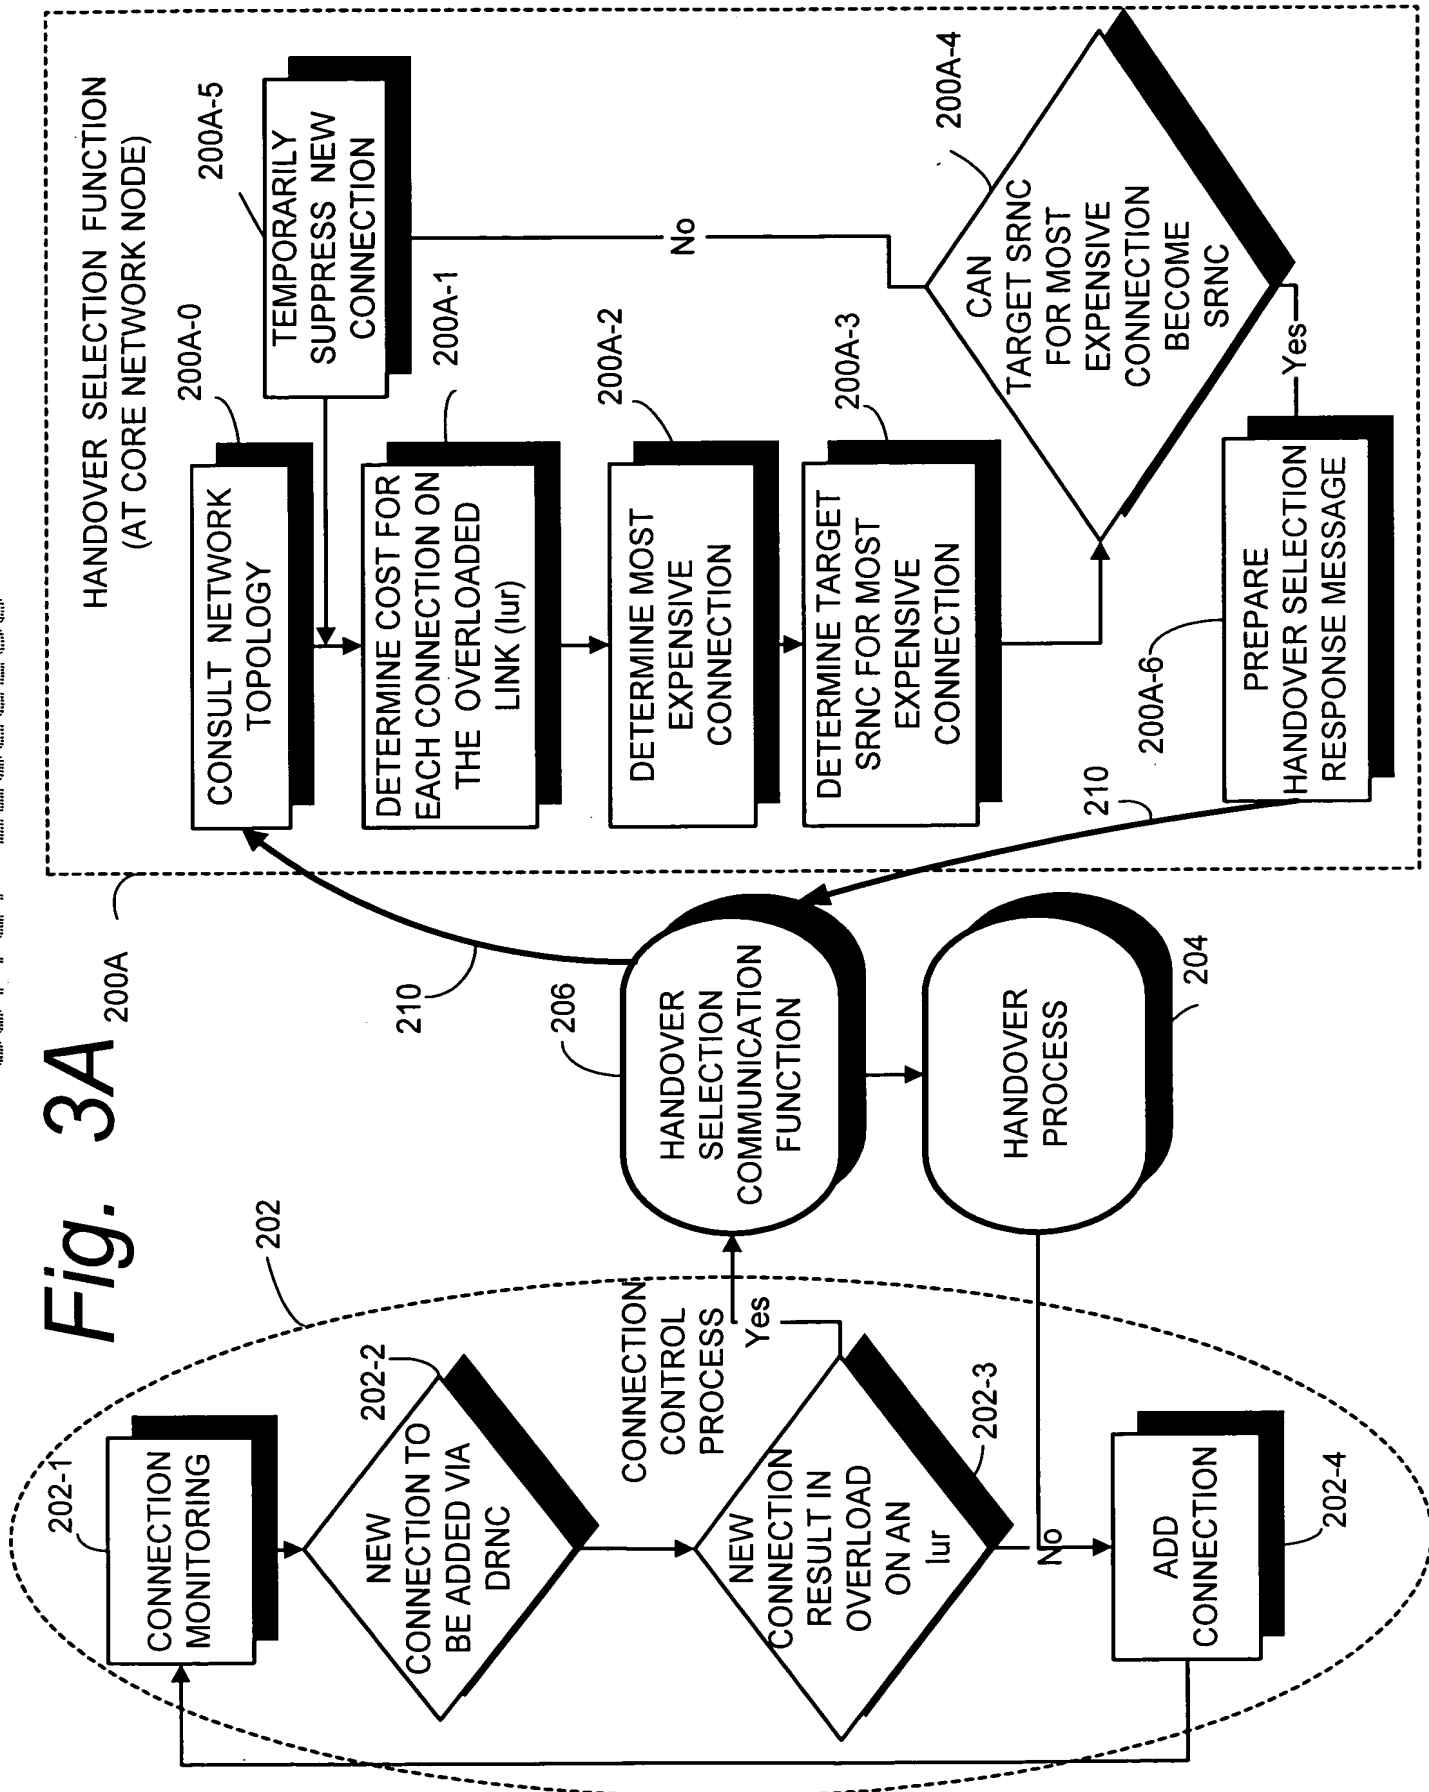 Fig. 3A
200A
HANDOVER SELECTION FUNCTION
(AT CORE NETWORK NODE)
202
202-1
CONNECTION
MONITORING
202-2
NEW
CONNECTION TO
BE ADDED VIA
DRNC
CONNECTION
CONTROL
PROCESS
Yes
NEW
CONNECTION
RESULT IN
OVERLOAD
ON AN
Iur
202-3
No
ADD
CONNECTION
202-4
210
206
HANDOVER
SELECTION
COMMUNICATION
FUNCTION
HANDOVER
PROCESS
204
200A-0
CONSULT NETWORK
TOPOLOGY
200A-5
TEMPORARILY
SUPPRESS NEW
CONNECTION
200A-1
DETERMINE COST FOR
EACH CONNECTION ON
THE OVERLOADED
LINK (Iur)
200A-2
DETERMINE MOST
EXPENSIVE
CONNECTION
200A-3
DETERMINE TARGET
SRNC FOR MOST
EXPENSIVE
CONNECTION
No
200A-4
CAN
TARGET SRNC
FOR MOST
EXPENSIVE
CONNECTION
BECOME
SRNC
Yes
210
200A-6
PREPARE
HANDOVER SELECTION
RESPONSE MESSAGE